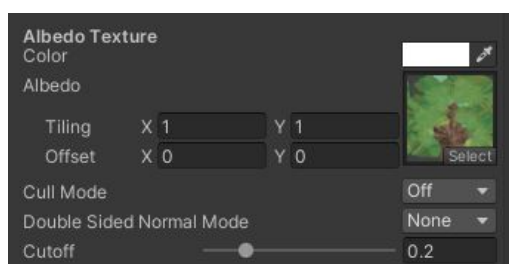 Albedo Texture
Color
Albedo
Tiling X 1 Y 1
Offset X 0 Y 0
Select
Cull Mode Off
Double Sided Normal Mode None
Cutoff 0.2